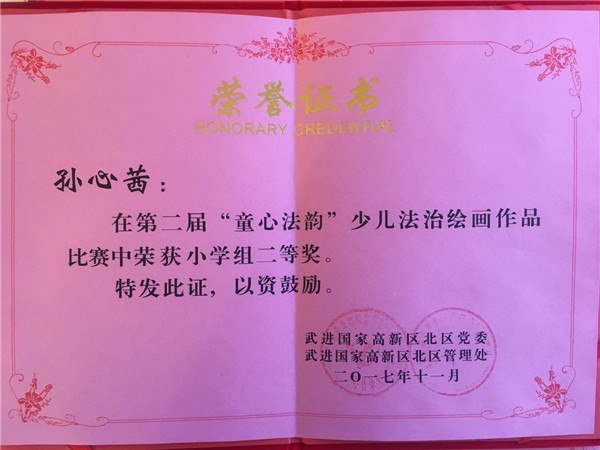 荣誉证书
HONORARY CREDENTIAL
孙心茜：
在第二届“童心法韵”少儿法治绘画作品
比赛中荣获小学组二等奖。
特发此证，以资鼓励。
武进国家高新区北区党委
武进国家高新区北区管理处
二〇一七年十一月